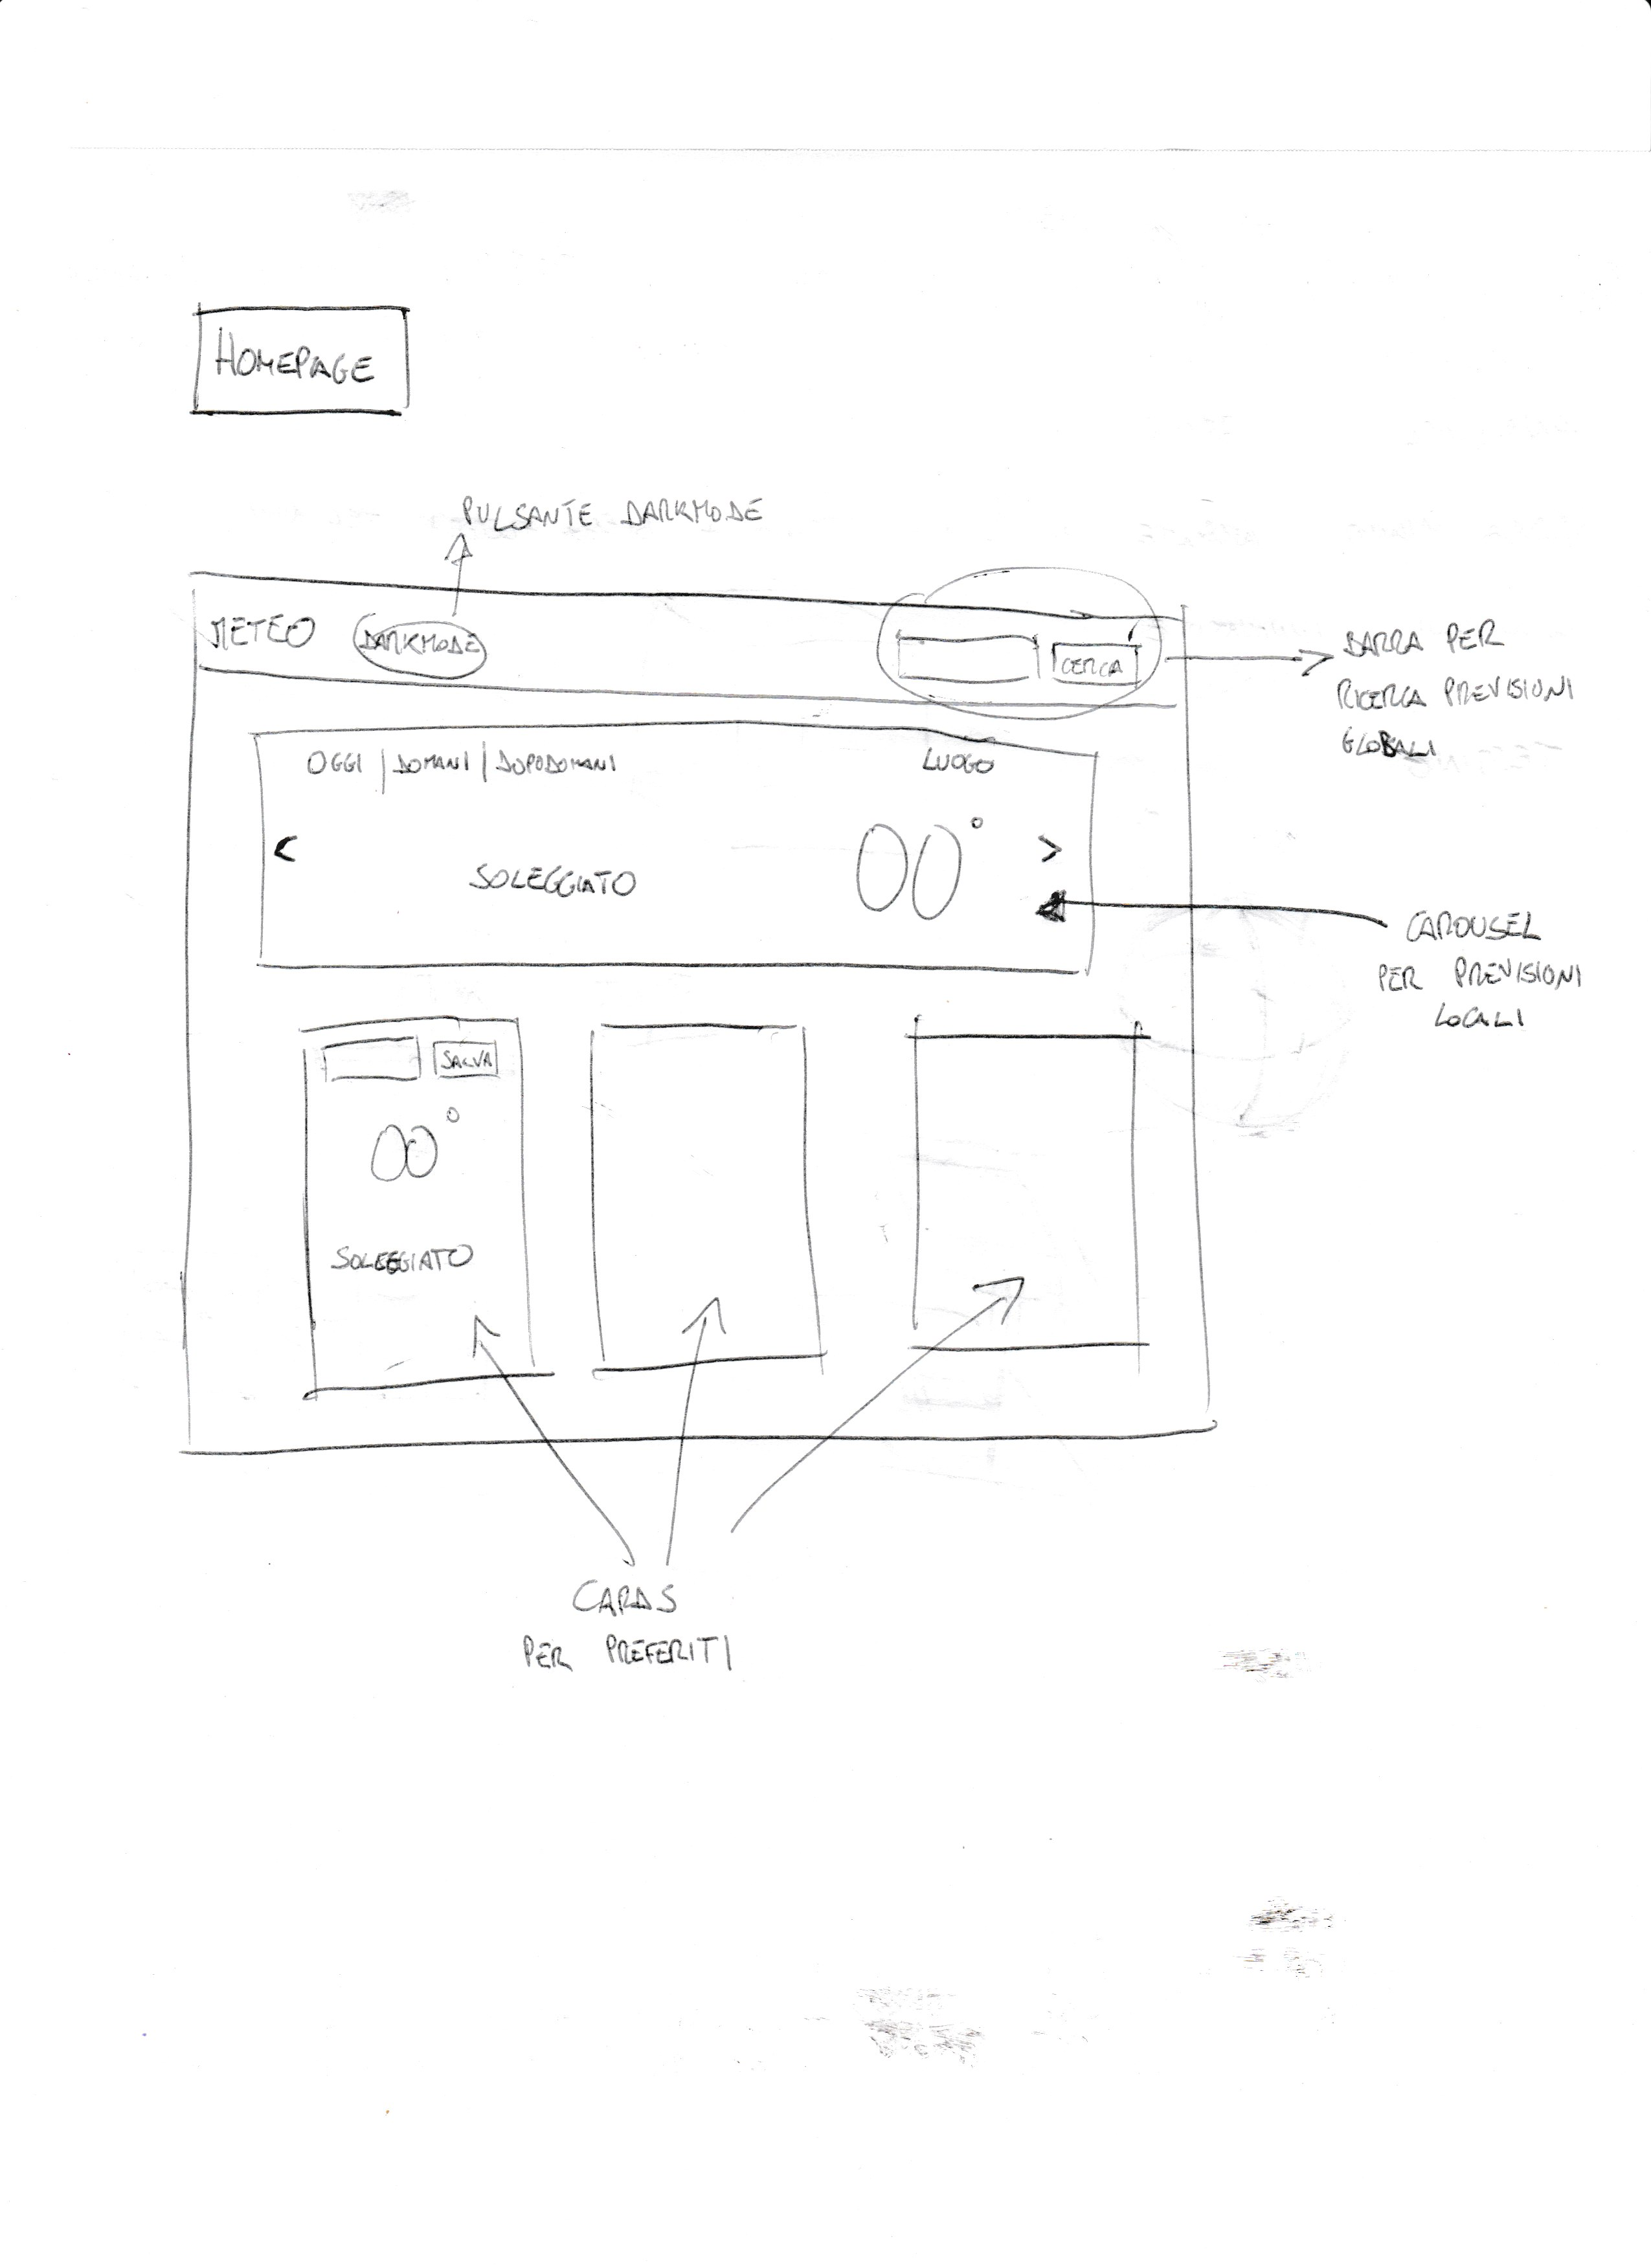 HOMEPAGE
PULSANTE DARKMODE
METEO DARKMODE CERCA
BARRA PER
RICERCA PREVISIONI
GLOBALI
OGGI | DOMANI | DOPODOMANI LUOGO
< SOLEGGIATO 00° >
CAROUSEL
PER PREVISIONI
LOCALI
SALVA
00°
SOLEGGIATO
CARDS
PER PREFERITI